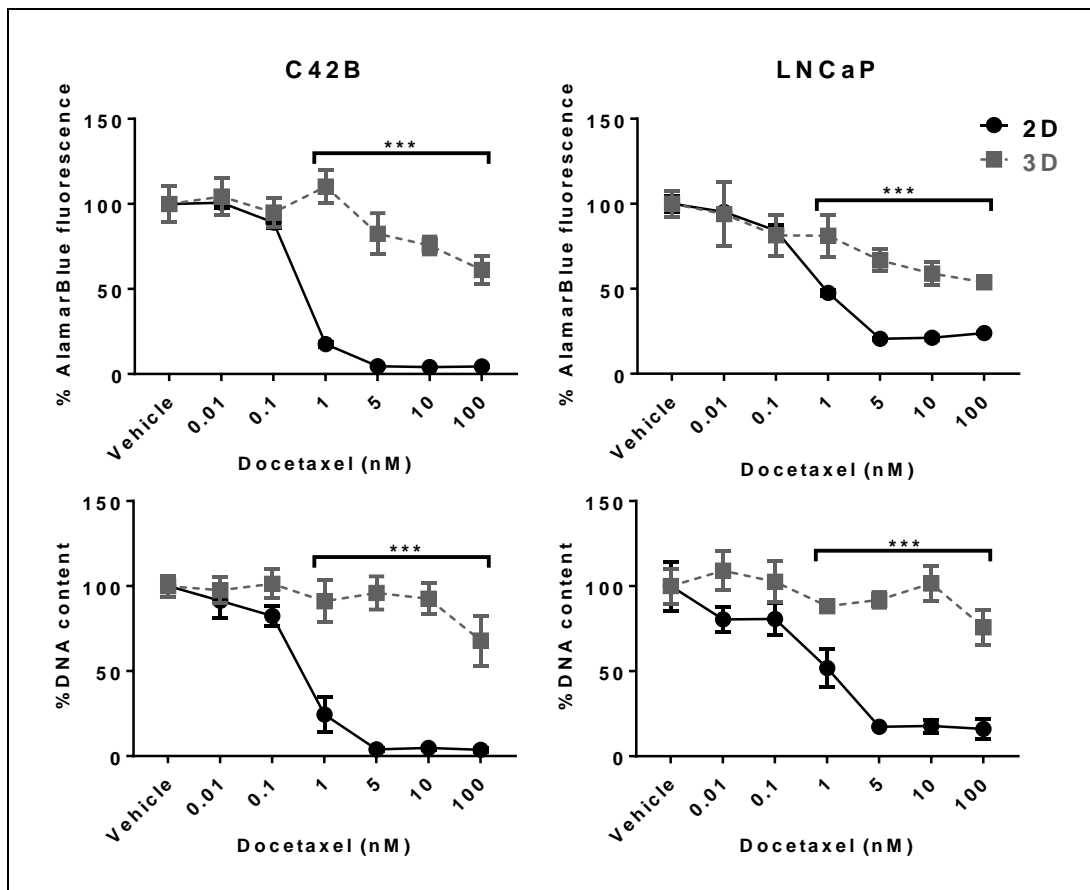 C42B
LNCaP
% AlamarBlue fluorescence
150
100
50
0
***
Vehicle
0.01
0.1
1
5
10
100
Docetaxel (nM)
% AlamarBlue fluorescence
150
100
50
0
***
2D
3D
Vehicle
0.01
0.1
1
5
10
100
Docetaxel (nM)
%DNA content
150
100
50
0
***
Vehicle
0.01
0.1
1
5
10
100
Docetaxel (nM)
%DNA content
150
100
50
0
***
Vehicle
0.01
0.1
1
5
10
100
Docetaxel (nM)